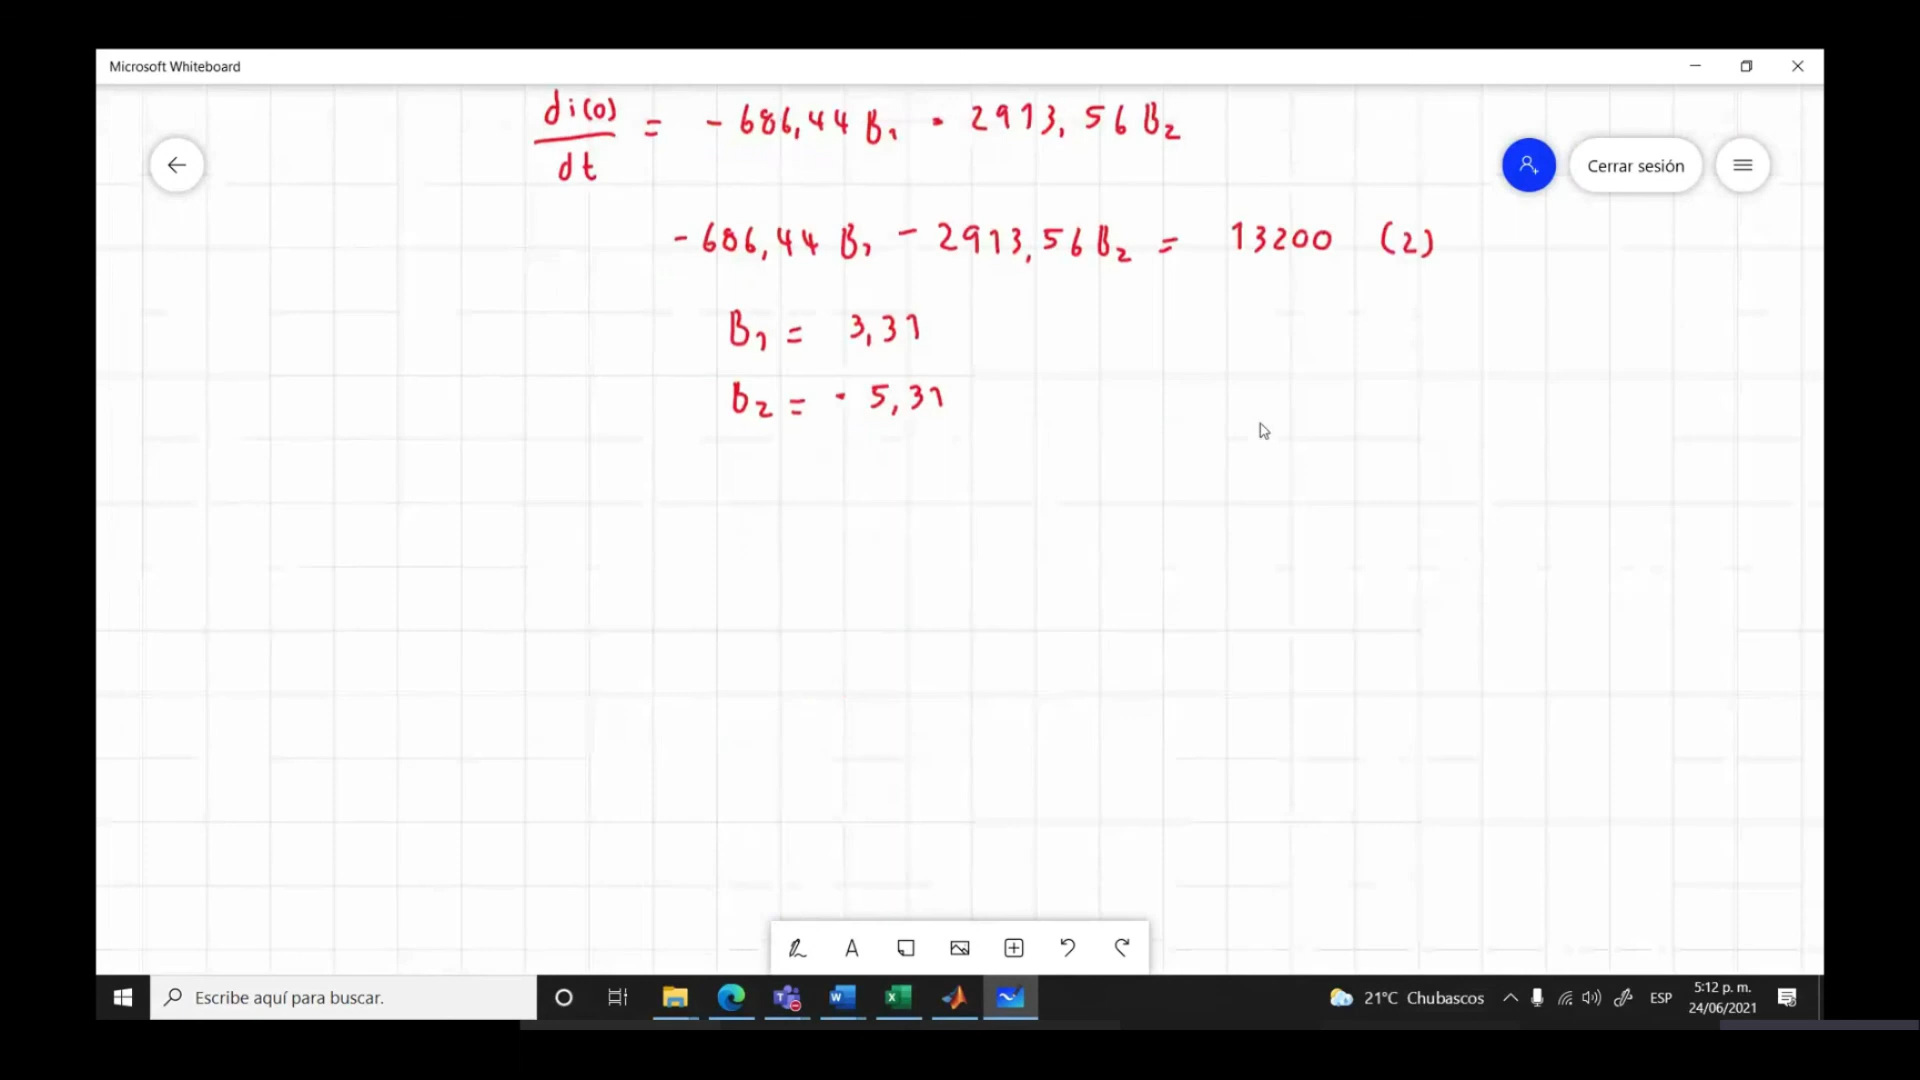 Microsoft Whiteboard
di(0)/dt = - 686,44 B1 - 2913,56 B2
Cerrar sesión
- 686,44 B1 - 2913,56 B2 = 13200 (2)
B1 = 3,31
B2 = - 5,31
Escribe aquí para buscar.
21°C Chubascos
ESP
5:12 p. m.
24/06/2021